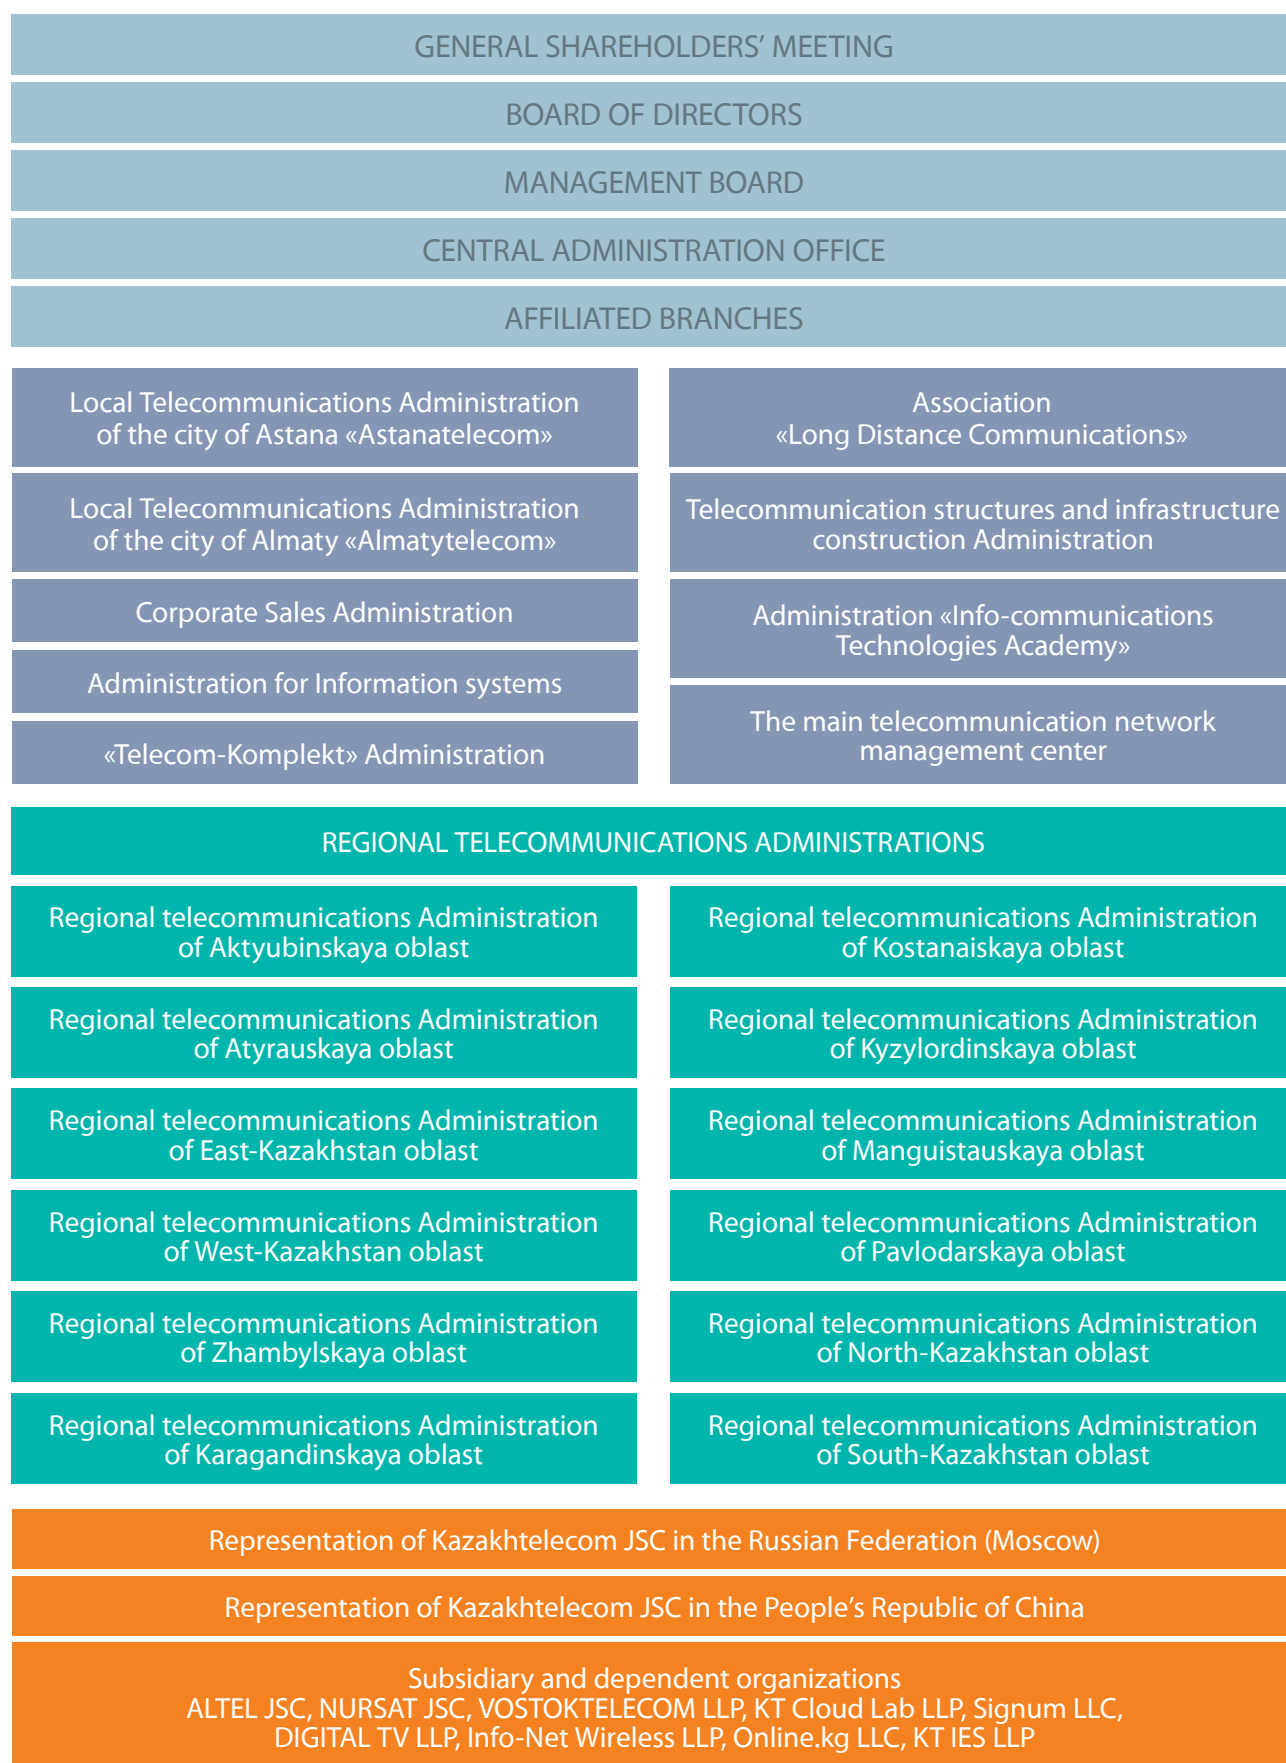 GENERAL SHAREHOLDERS’ MEETING
BOARD OF DIRECTORS
MANAGEMENT BOARD
CENTRAL ADMINISTRATION OFFICE
AFFILIATED BRANCHES
Local Telecommunications Administration
of the city of Astana «Astanatelecom»
Local Telecommunications Administration
of the city of Almaty «Almatytelecom»
Corporate Sales Administration
Administration for Information systems
«Telecom-Komplekt» Administration
Association
«Long Distance Communications»
Telecommunication structures and infrastructure
construction Administration
Administration «Info-communications
Technologies Academy»
The main telecommunication network
management center
REGIONAL TELECOMMUNICATIONS ADMINISTRATIONS
Regional telecommunications Administration
of Aktyubinskaya oblast
Regional telecommunications Administration
of Atyrauskaya oblast
Regional telecommunications Administration
of East-Kazakhstan oblast
Regional telecommunications Administration
of West-Kazakhstan oblast
Regional telecommunications Administration
of Zhambylskaya oblast
Regional telecommunications Administration
of Karagandinskaya oblast
Regional telecommunications Administration
of Kostanaiskaya oblast
Regional telecommunications Administration
of Kyzylordinskaya oblast
Regional telecommunications Administration
of Manguistauskaya oblast
Regional telecommunications Administration
of Pavlodarskaya oblast
Regional telecommunications Administration
of North-Kazakhstan oblast
Regional telecommunications Administration
of South-Kazakhstan oblast
Representation of Kazakhtelecom JSC in the Russian Federation (Moscow)
Representation of Kazakhtelecom JSC in the People’s Republic of China
Subsidiary and dependent organizations
ALTEL JSC, NURSAT JSC, VOSTOKTELECOM LLP, KT Cloud Lab LLP, Signum LLC,
DIGITAL TV LLP, Info-Net Wireless LLP, Online.kg LLC, KT IES LLP